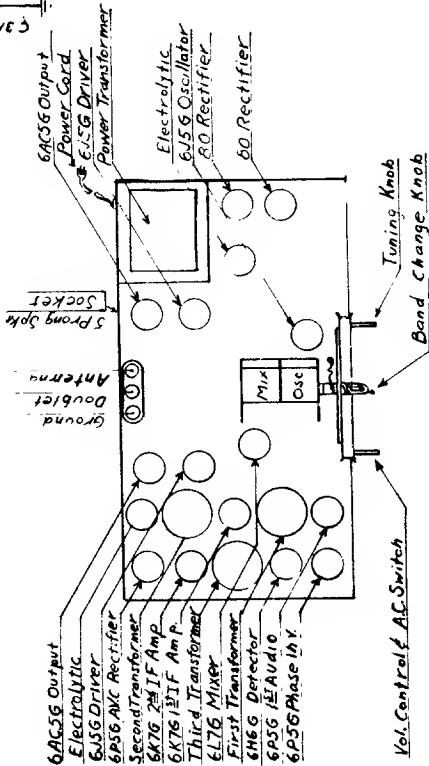 C3A
6AC5G Output
Power Cord
6J5G Driver
Power Transformer
Electrolytic
6J5G Oscillator
80 Rectifier
80 Rectifier
5 Prong Spkr
Socket
Antenna
Doublet
Ground
Mix
Osc
Tuning Knob
Band Change Knob
6AC5G Output
Electrolytic
6J5G Driver
6P5G AVC Rectifier
Second Transformer
6K7G 2nd IF Amp
6K7G 1st IF Amp.
Third Transformer
6L7G Mixer
First Transformer
6H6G Detector
6P5G 1st Audio
6P5G Phase Inv.
Vol. Control & A.C. Switch